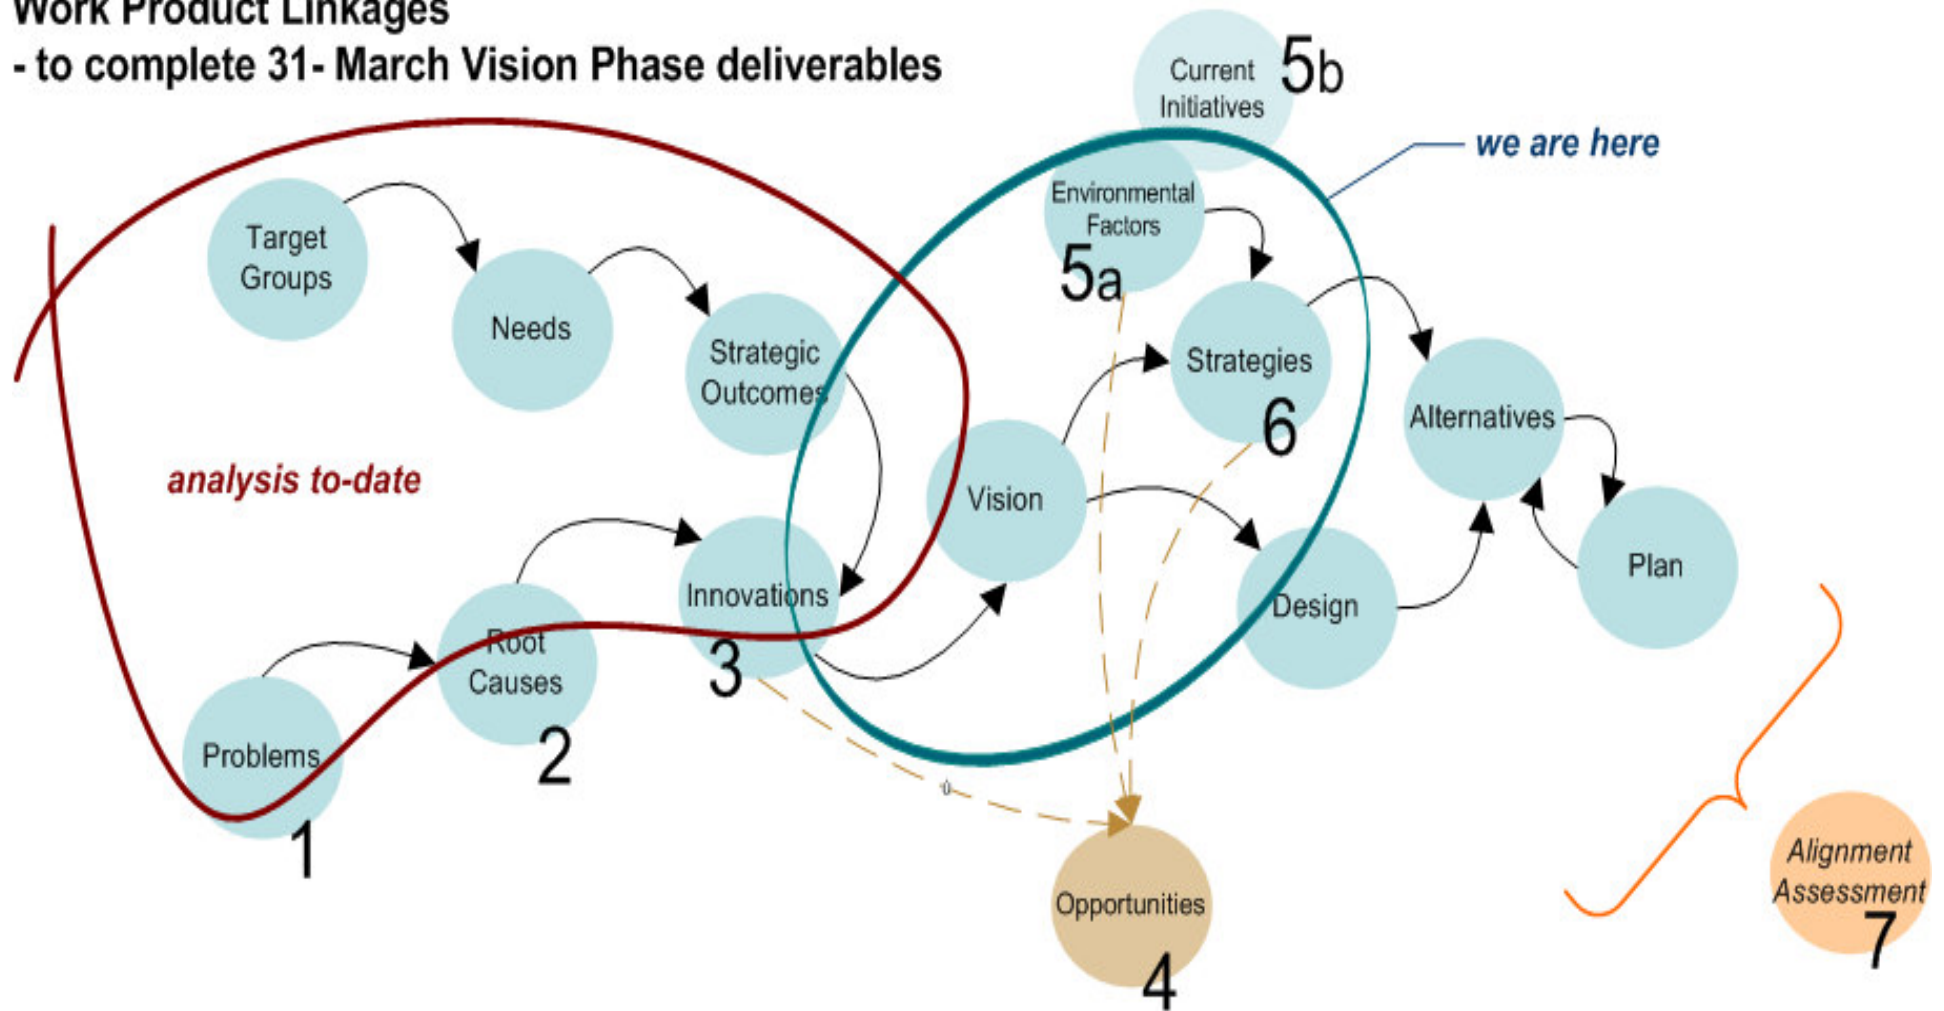 Work Product Linkages
- to complete 31- March Vision Phase deliverables
Current
Initiatives
5b
we are here
Environmental
Factors
5a
Target
Groups
Needs
Strategic
Outcomes
Strategies
6
Alternatives
analysis to-date
Vision
Plan
Innovations
3
Design
Root
Causes
2
Problems
1
Opportunities
4
Alignment
Assessment
7